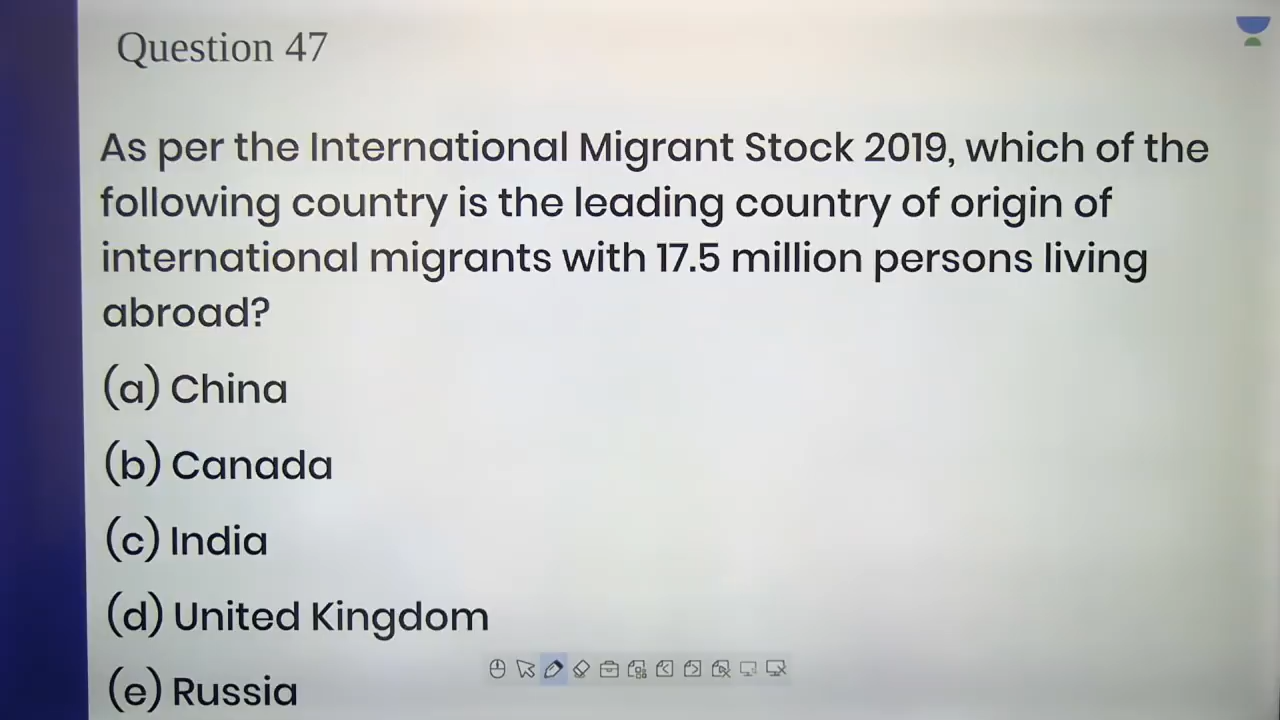 Question 47
As per the International Migrant Stock 2019, which of the
following country is the leading country of origin of
international migrants with 17.5 million persons living
abroad?
(a) China
(b) Canada
(c) India
(d) United Kingdom
(e) Russia